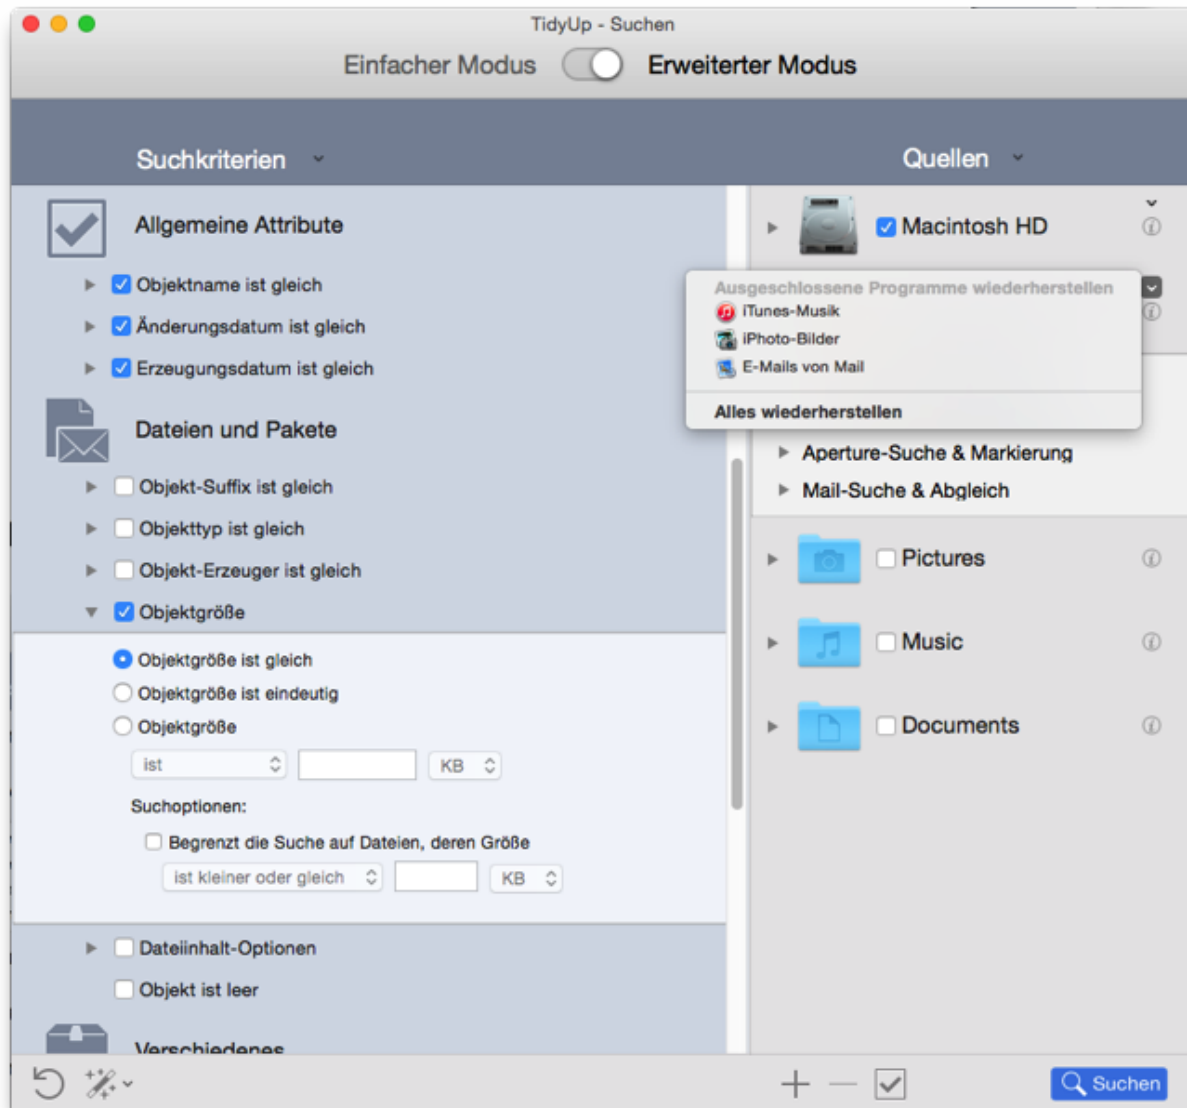 TidyUp - Suchen
Einfacher Modus
Erweiterter Modus
Suchkriterien
Quellen
Allgemeine Attribute
Objektname ist gleich
Änderungsdatum ist gleich
Erzeugungsdatum ist gleich
Dateien und Pakete
Objekt-Suffix ist gleich
Objekttyp ist gleich
Objekt-Erzeuger ist gleich
Objektgröße
Objektgröße ist gleich
Objektgröße ist eindeutig
Objektgröße
ist
KB
Suchoptionen:
Begrenzt die Suche auf Dateien, deren Größe
ist kleiner oder gleich
KB
Dateiinhalt-Optionen
Objekt ist leer
Verschiedenes
Macintosh HD
Ausgeschlossene Programme wiederherstellen
iTunes-Musik
iPhoto-Bilder
E-Mails von Mail
Alles wiederherstellen
Aperture-Suche & Markierung
Mail-Suche & Abgleich
Pictures
Music
Documents
Suchen